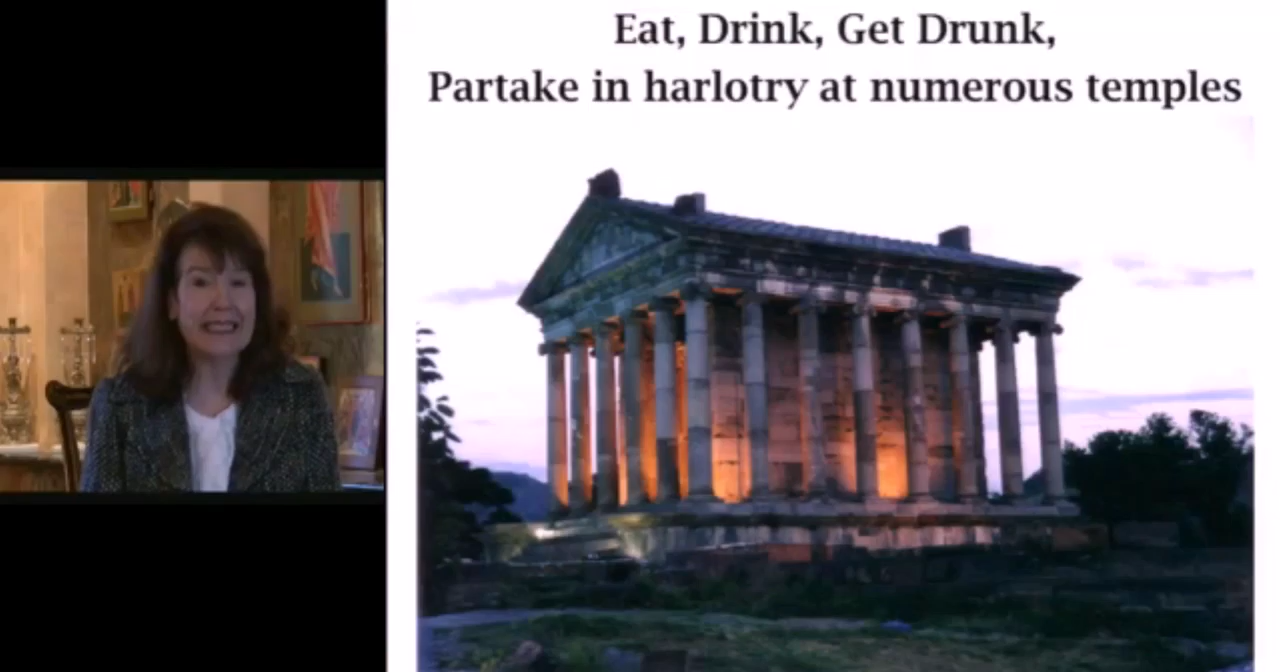 Eat, Drink, Get Drunk,
Partake in harlotry at numerous temples